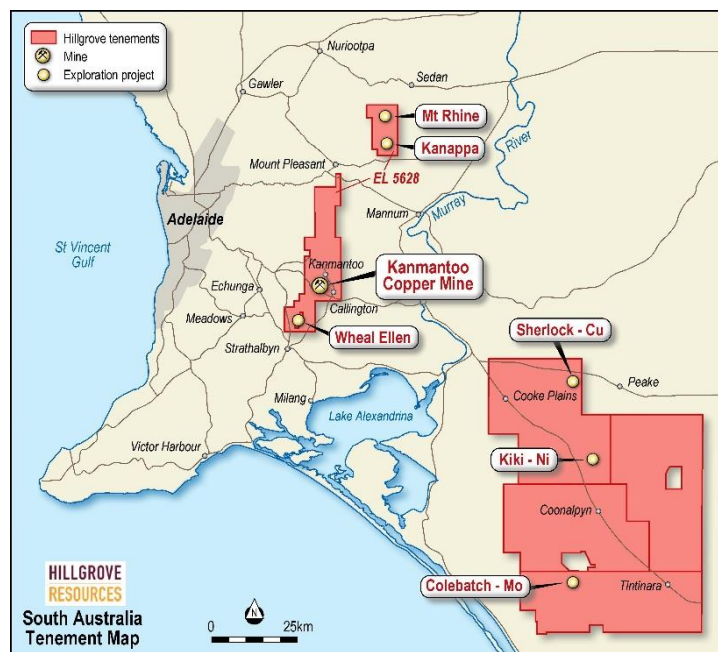 Hillgrove tenements
Mine
Exploration project
Nuriootpa
Gawler
Sedan
Mt Rhine
Kanappa
Mount Pleasant
EL 5628
River
Murray
Mannum
Adelaide
St Vincent
Gulf
Kanmantoo
Kanmantoo
Copper Mine
Echunga
Callington
Meadows
Wheal Ellen
Strathalbyn
Sherlock - Cu
Peake
Cooke Plains
Milang
Lake Alexandrina
Victor Harbour
Kiki - Ni
Coonalpyn
Colebatch - Mo
Tintinara
HILLGROVE
RESOURCES
South Australia
Tenement Map
N
0 25km